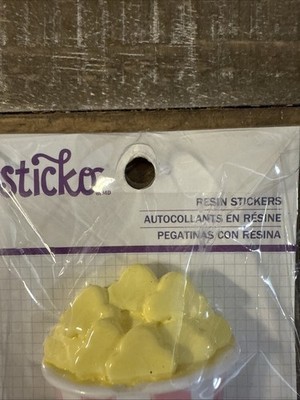 sticko
RESIN STICKERS
AUTOCOLLANTS EN RÉSINE
PEGATINAS CON RESINA